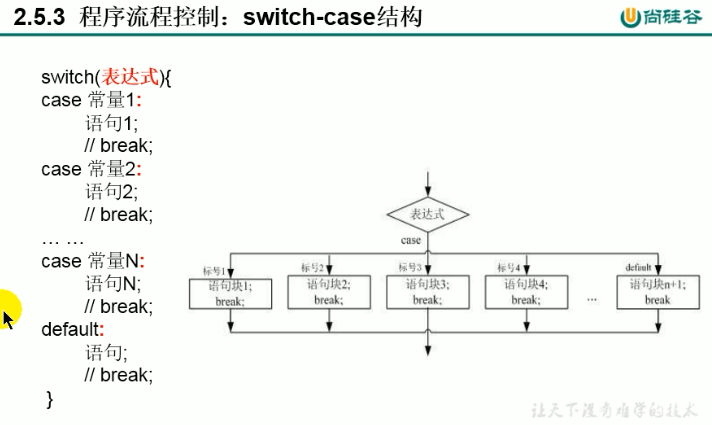 2.5.3 程序流程控制：switch-case结构
尚硅谷
switch(表达式){
case 常量1:
语句1;
// break;
case 常量2:
语句2;
// break;
… …
case 常量N:
语句N;
// break;
default:
语句;
// break;
}
表达式
case
标号1
标号2
标号3
标号4
default
语句块1;
break;
语句块2;
break;
语句块3;
break;
语句块4;
break;
...
语句块n+1;
break
让天下没有难学的技术